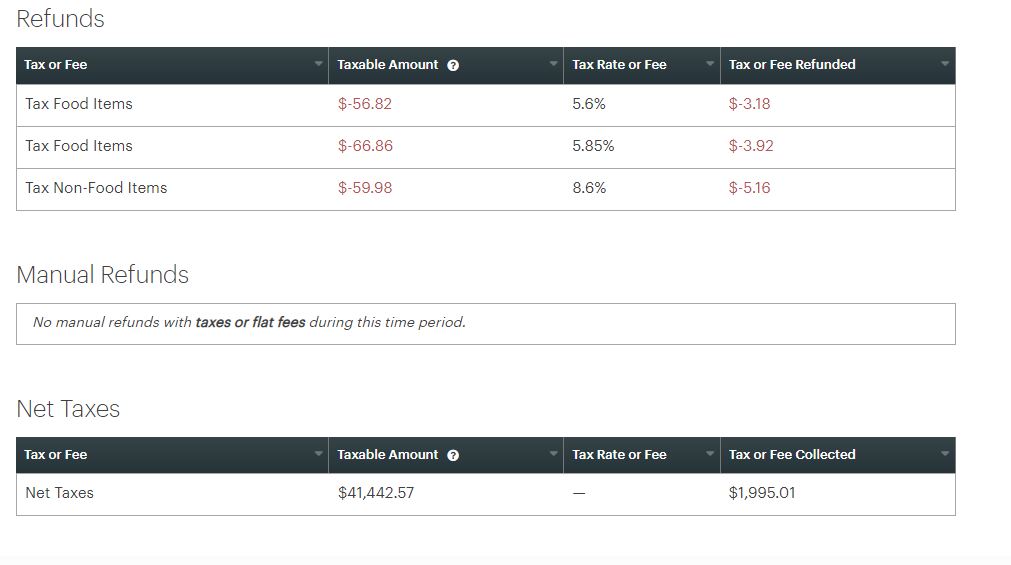 Refunds
Tax or Fee Taxable Amount ? Tax Rate or Fee Tax or Fee Refunded
Tax Food Items $-56.82 5.6% $-3.18
Tax Food Items $-66.86 5.85% $-3.92
Tax Non-Food Items $-59.98 8.6% $-5.16
Manual Refunds
No manual refunds with taxes or flat fees during this time period.
Net Taxes
Tax or Fee Taxable Amount ? Tax Rate or Fee Tax or Fee Collected
Net Taxes $41,442.57 — $1,995.01